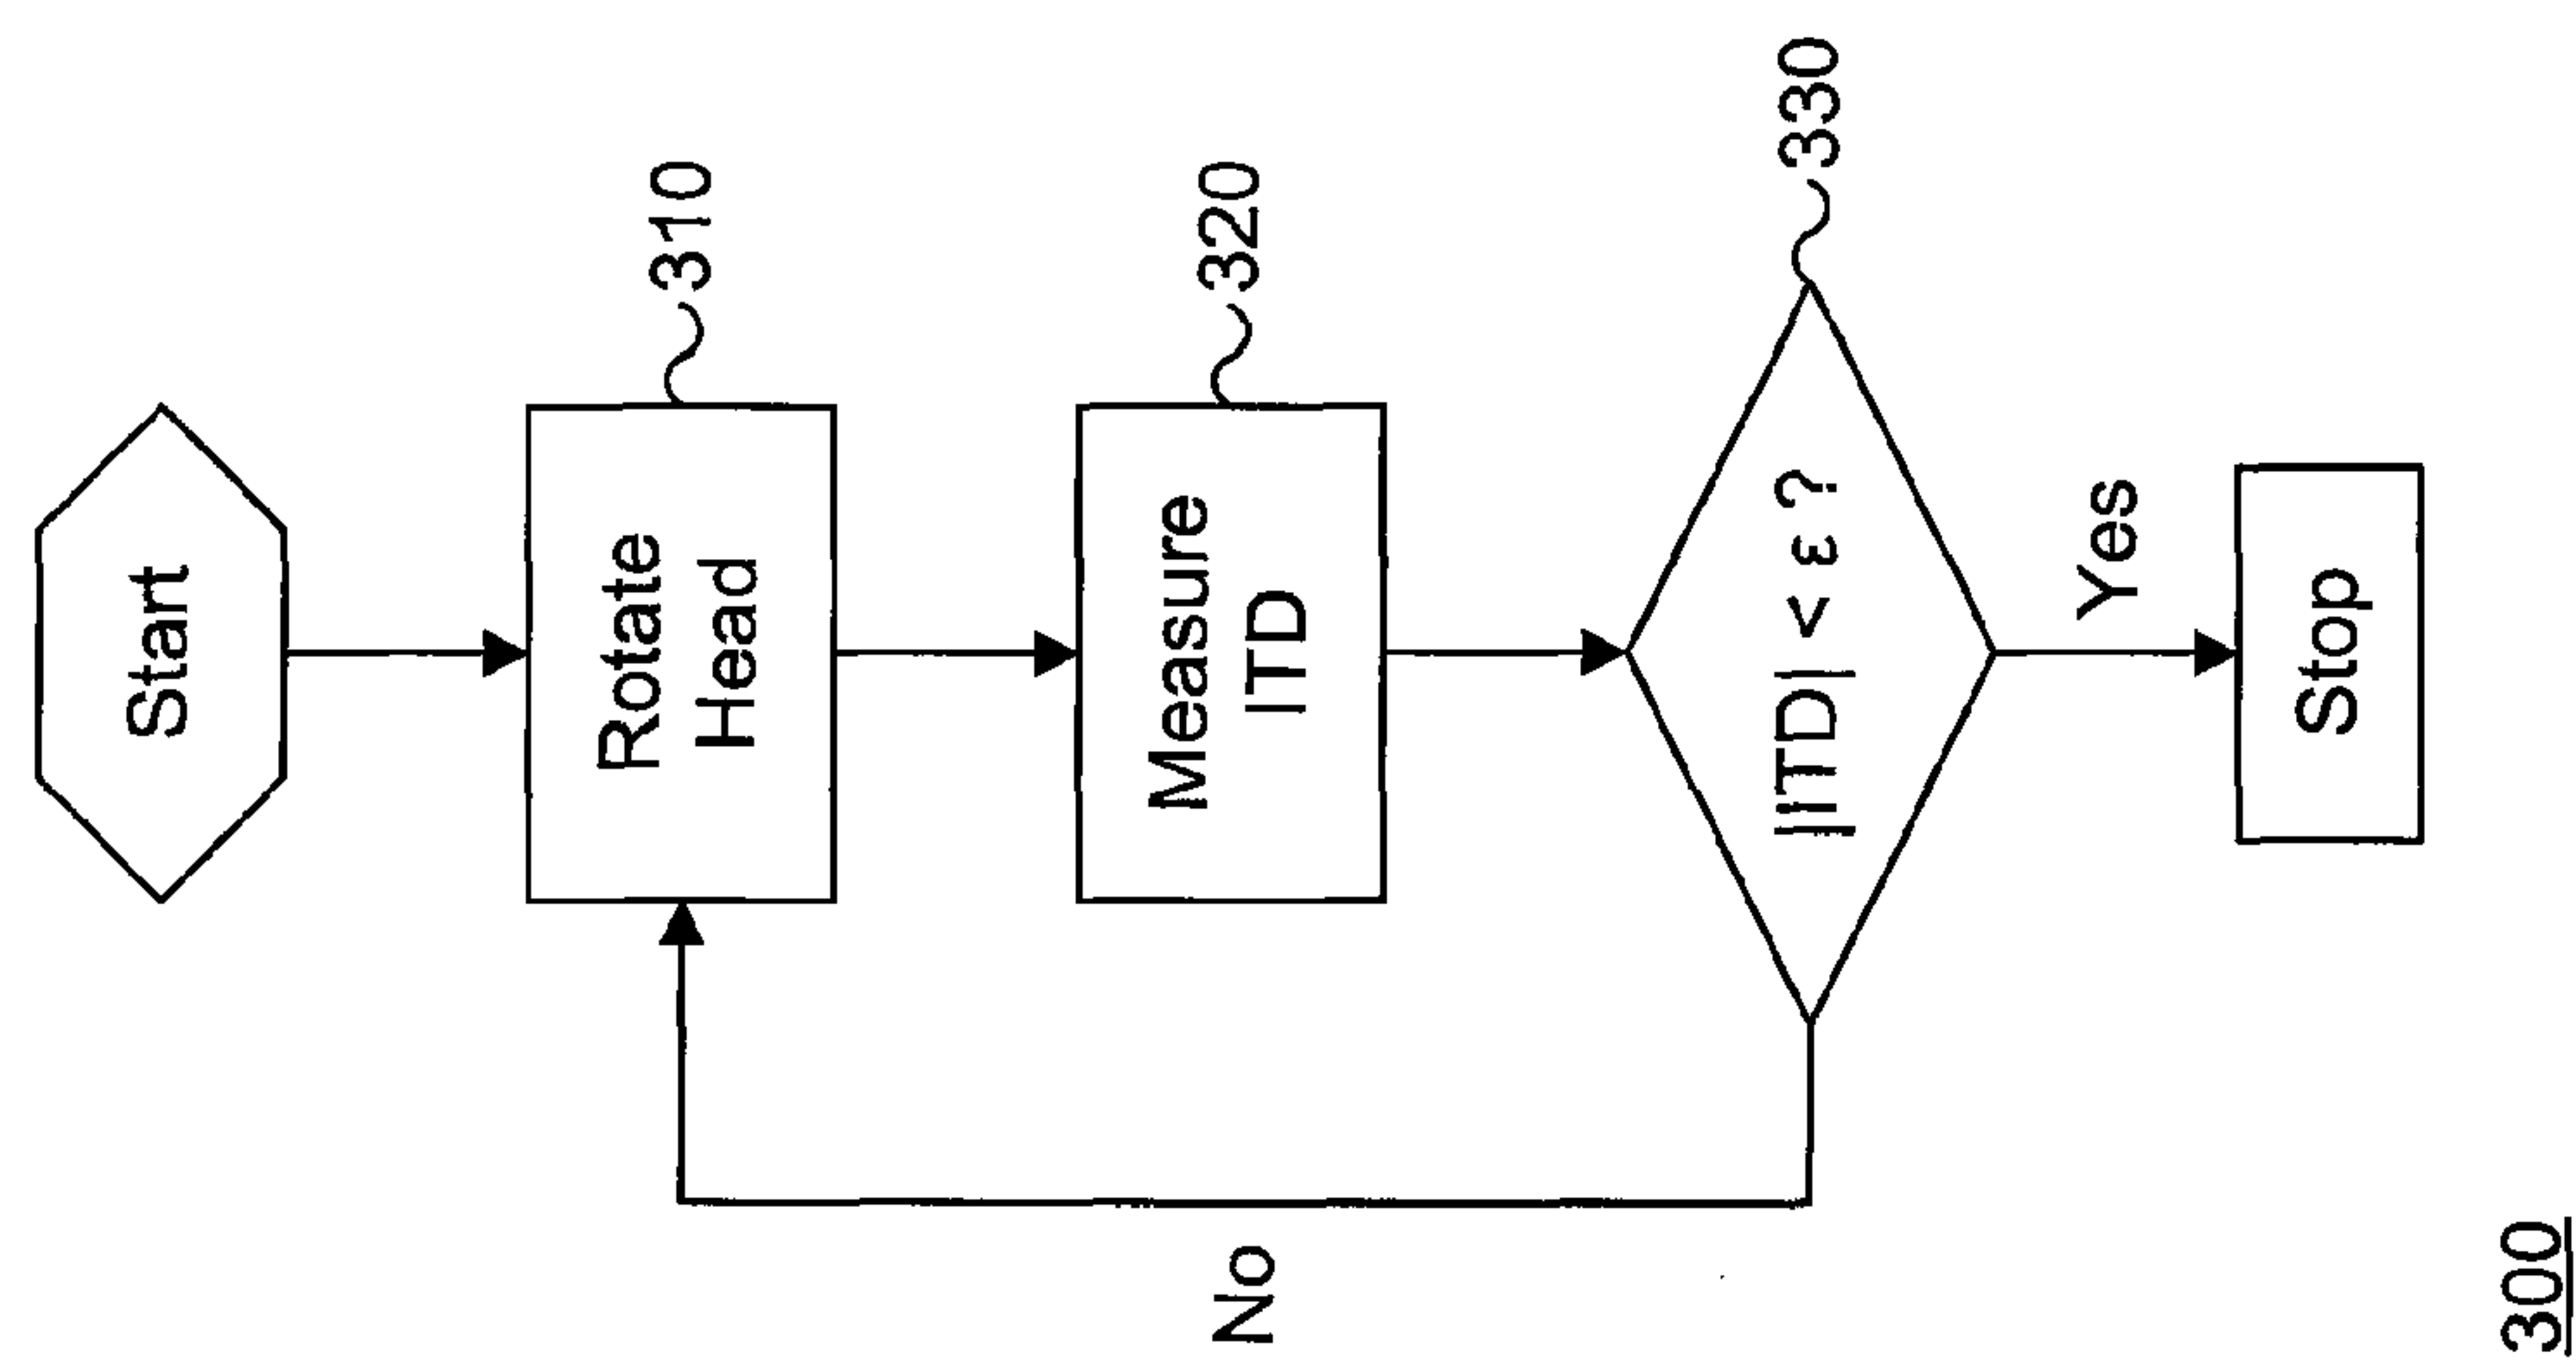 Start
Rotate
Head
310
Measure
ITD
320
|ITD| < ε ?
330
No
Yes
Stop
300